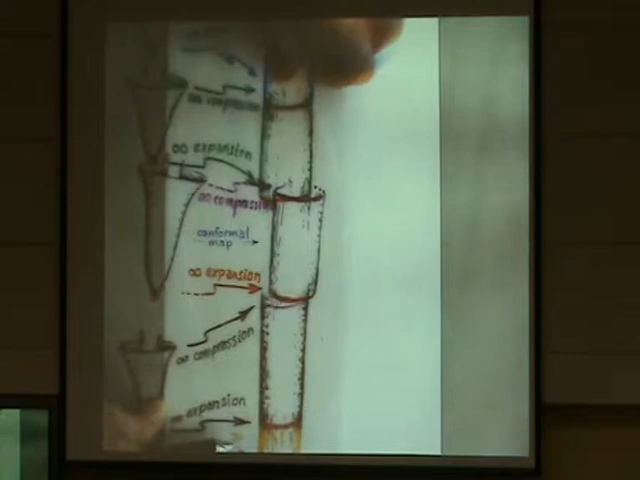 ∞ compression
∞ expansion
∞ compression
conformal
map
∞ expansion
∞ compression
∞ expansion